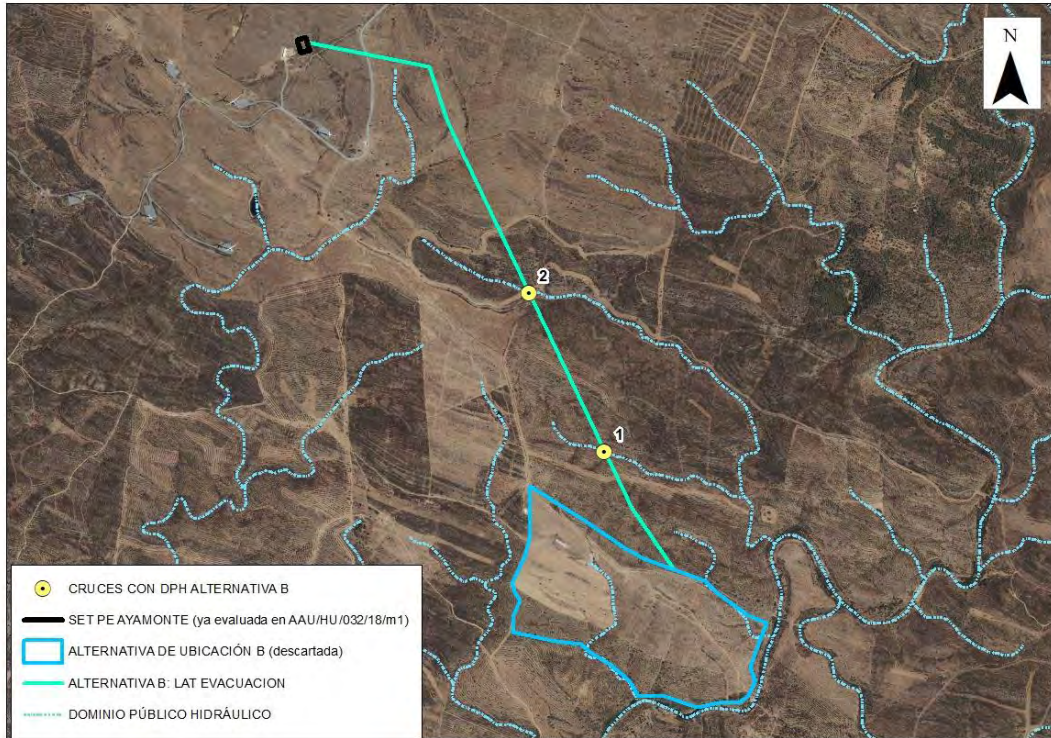 N
2
1
CRUCES CON DPH ALTERNATIVA B
SET PE AYAMONTE (ya evaluada en AAU/HU/032/18/m1)
ALTERNATIVA DE UBICACIÓN B (descartada)
ALTERNATIVA B: LAT EVACUACION
DOMINIO PÚBLICO HIDRÁULICO